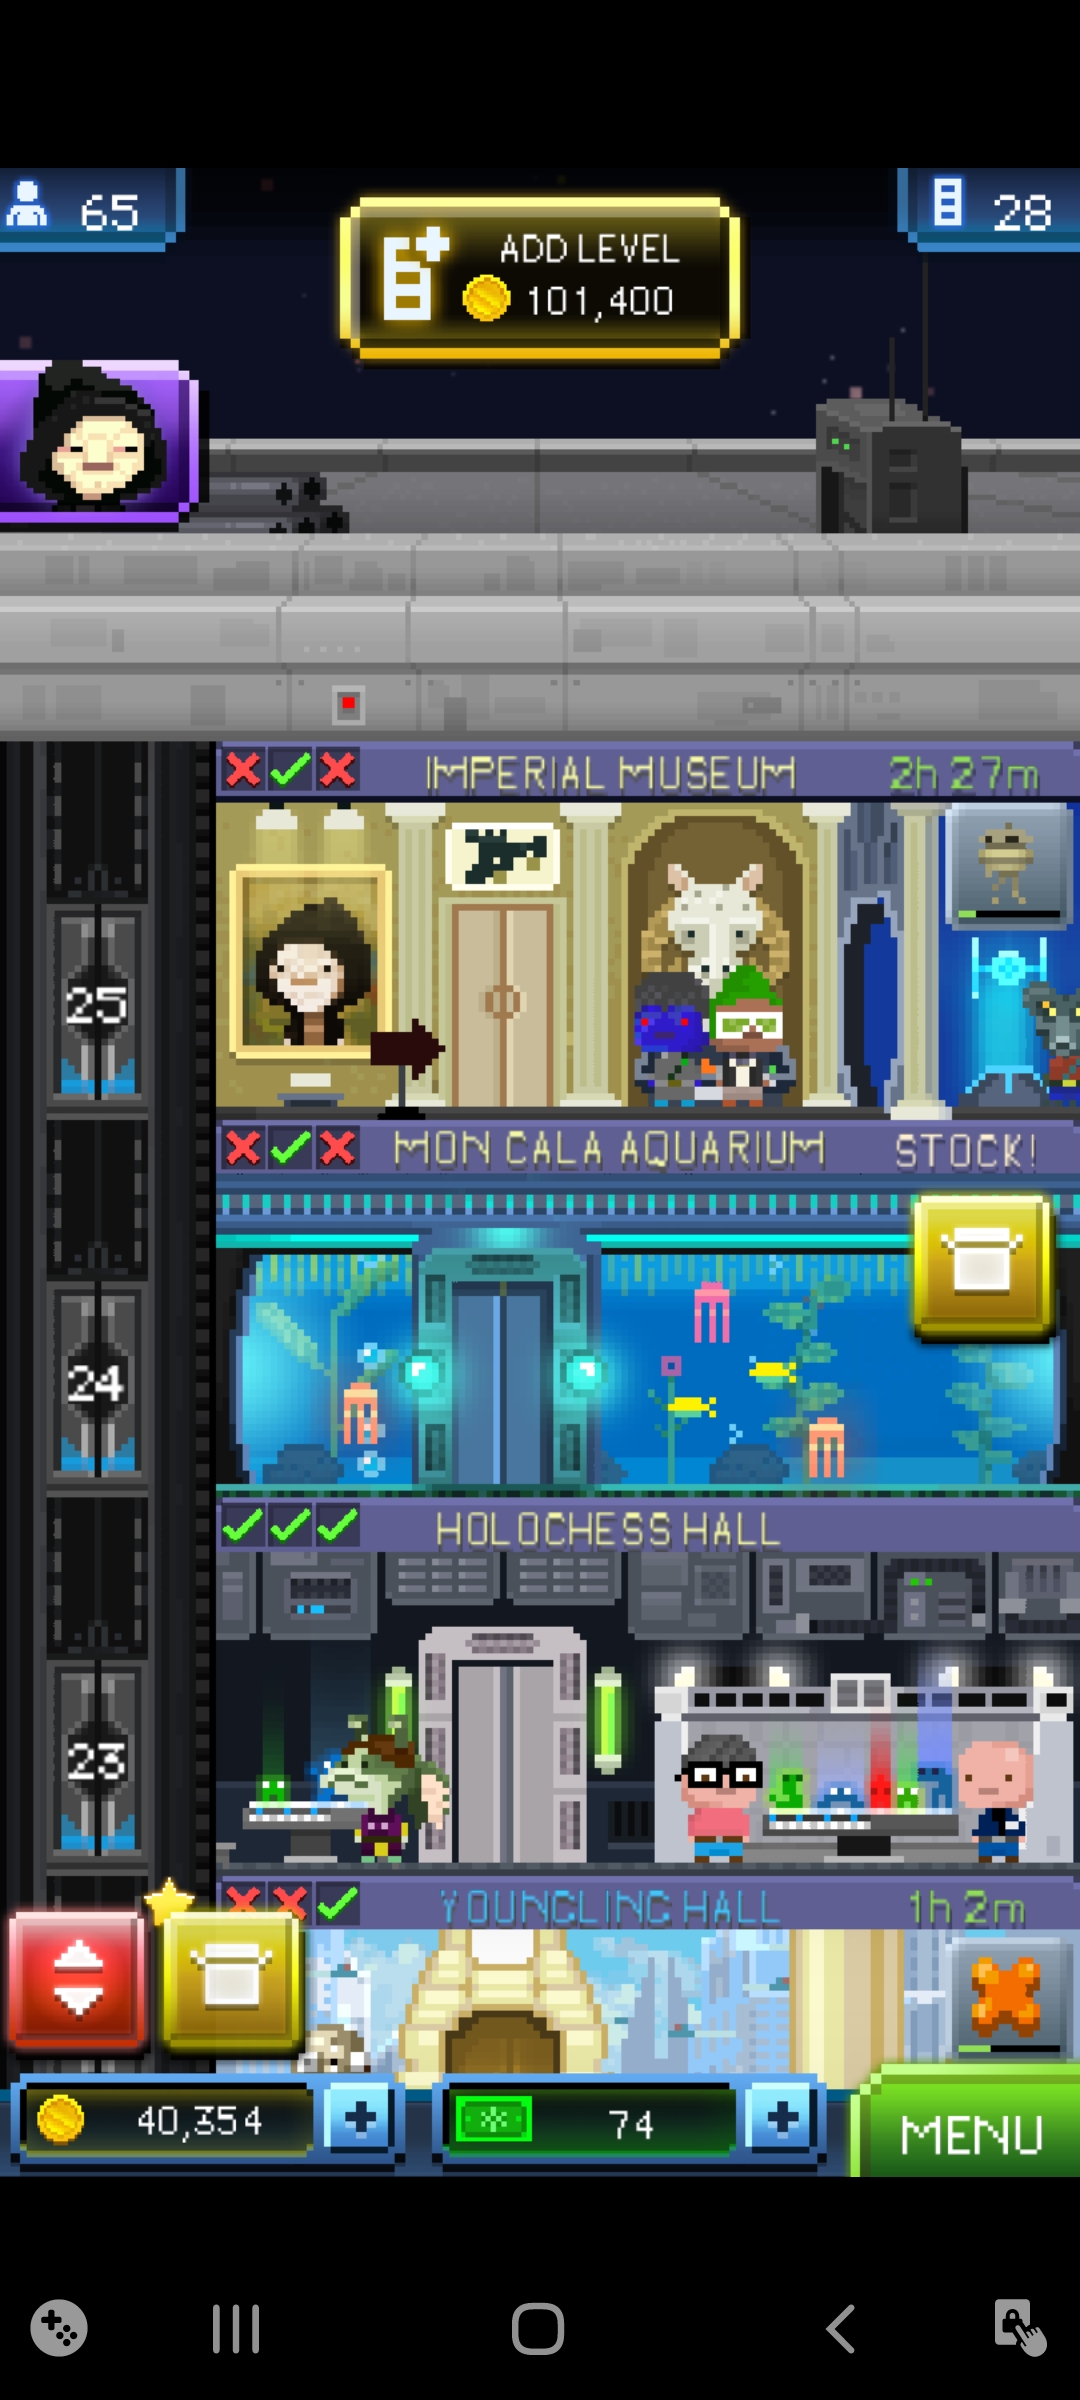 65
ADD LEVEL
101,400
28
IMPERIAL MUSEUM
2h 27m
25
MON CALA AQUARIUM
STOCK!
24
HOLOCHESS HALL
23
YOUNGLING HALL
1h 2m
40,354
74
MENU